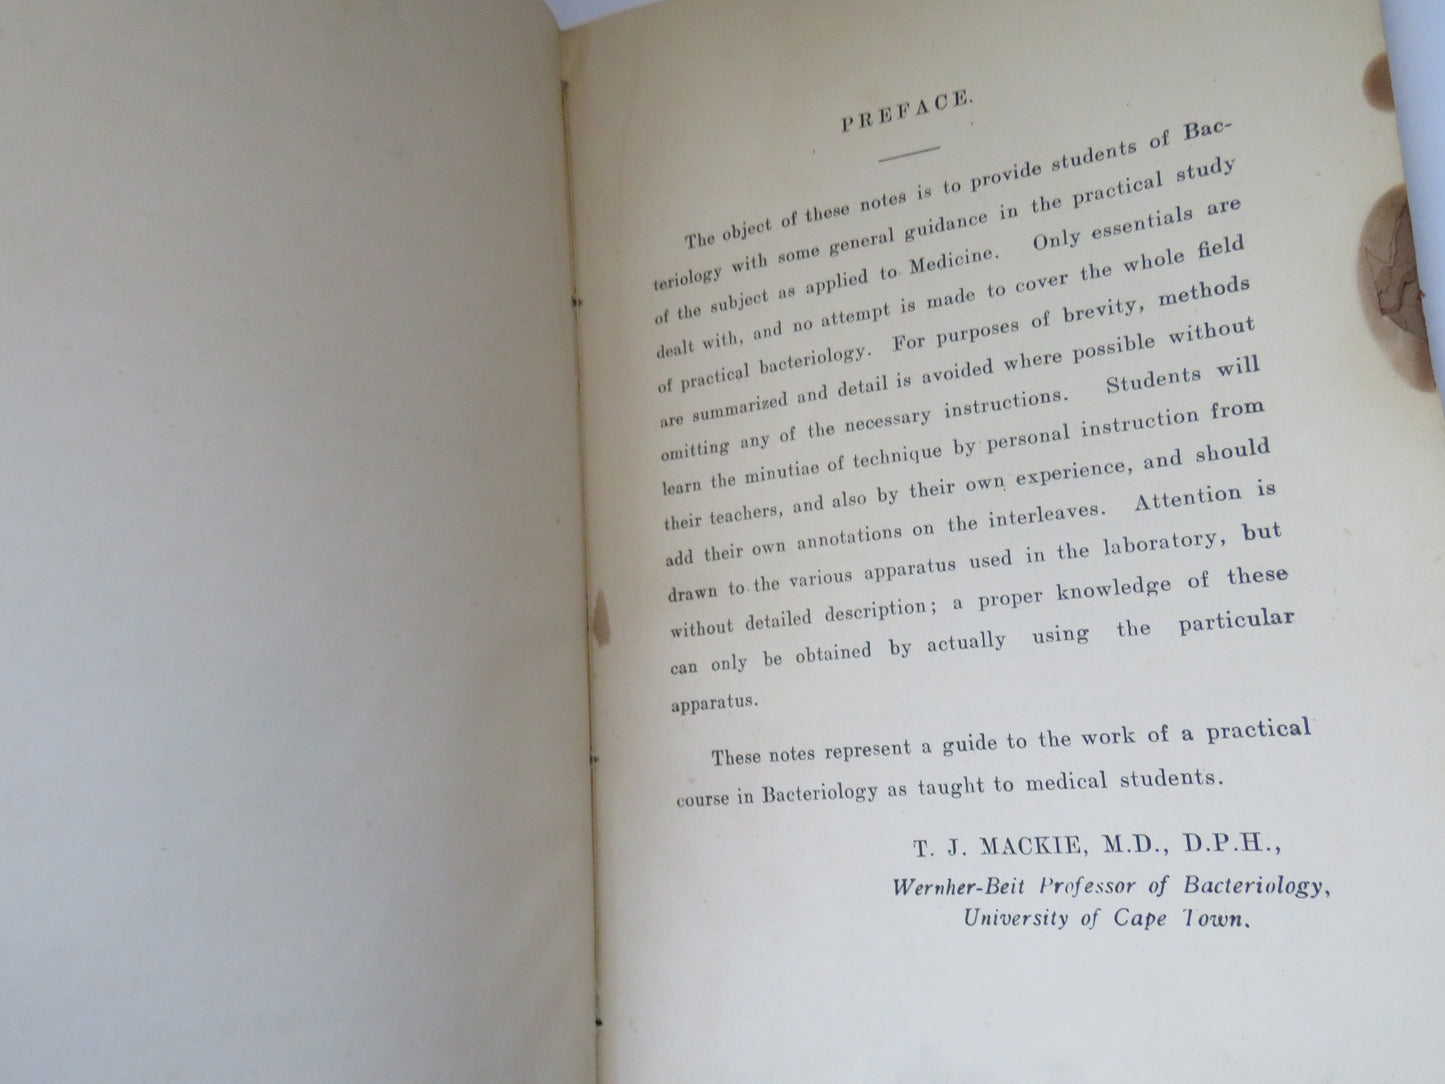 PREFACE.
The object of these notes is to provide students of Bac-
teriology with some general guidance in the practical study
of the subject as applied to Medicine. Only essentials are
dealt with, and no attempt is made to cover the whole field
of practical bacteriology. For purposes of brevity, methods
are summarized and detail is avoided where possible without
omitting any of the necessary instructions. Students will
learn the minutiae of technique by personal instruction from
their teachers, and also by their own experience, and should
add their own annotations on the interleaves. Attention is
drawn to the various apparatus used in the laboratory, but
without detailed description; a proper knowledge of these
can only be obtained by actually using the particular
apparatus.
These notes represent a guide to the work of a practical
course in Bacteriology as taught to medical students.
T. J. MACKIE, M.D., D.P.H.,
Wernher-Beit Professor of Bacteriology,
University of Cape Town.